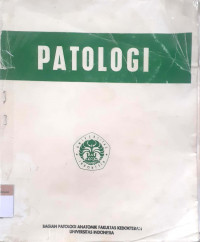 PATOLOGI
BAGIAN PATOLOGI ANATOMIK FAKULTAS KEDOKTERAN
UNIVERSITAS INDONESIA